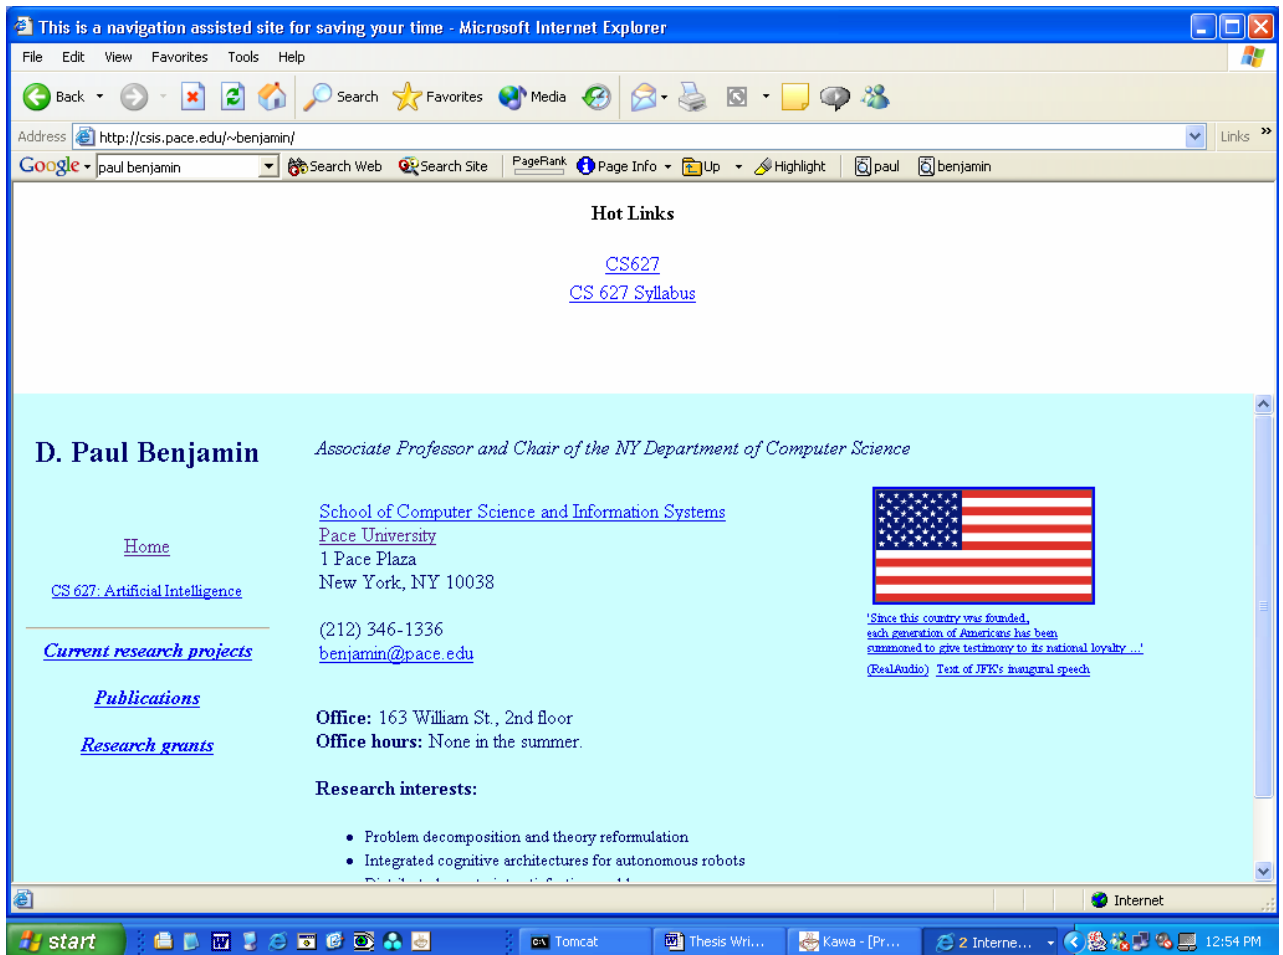 This is a navigation assisted site for saving your time - Microsoft Internet Explorer
File Edit View Favorites Tools Help
Back Search Favorites Media
Address http://csis.pace.edu/~benjamin/ Links »
Google paul benjamin Search Web Search Site PageRank Page Info Up Highlight paul benjamin
Hot Links
CS627
CS 627 Syllabus
D. Paul Benjamin
Associate Professor and Chair of the NY Department of Computer Science
School of Computer Science and Information Systems
Pace University
1 Pace Plaza
New York, NY 10038
(212) 346-1336
benjamin@pace.edu
Home
CS 627: Artificial Intelligence
Current research projects
Publications
Research grants
'Since this country was founded,
each generation of Americans has been
summoned to give testimony to its national loyalty ...'
(RealAudio) Text of JFK's inaugural speech
Office: 163 William St., 2nd floor
Office hours: None in the summer.
Research interests:
• Problem decomposition and theory reformulation
• Integrated cognitive architectures for autonomous robots
Internet
start Tomcat Thesis Wri... Kawa - [Pr... 2 Interne... 12:54 PM